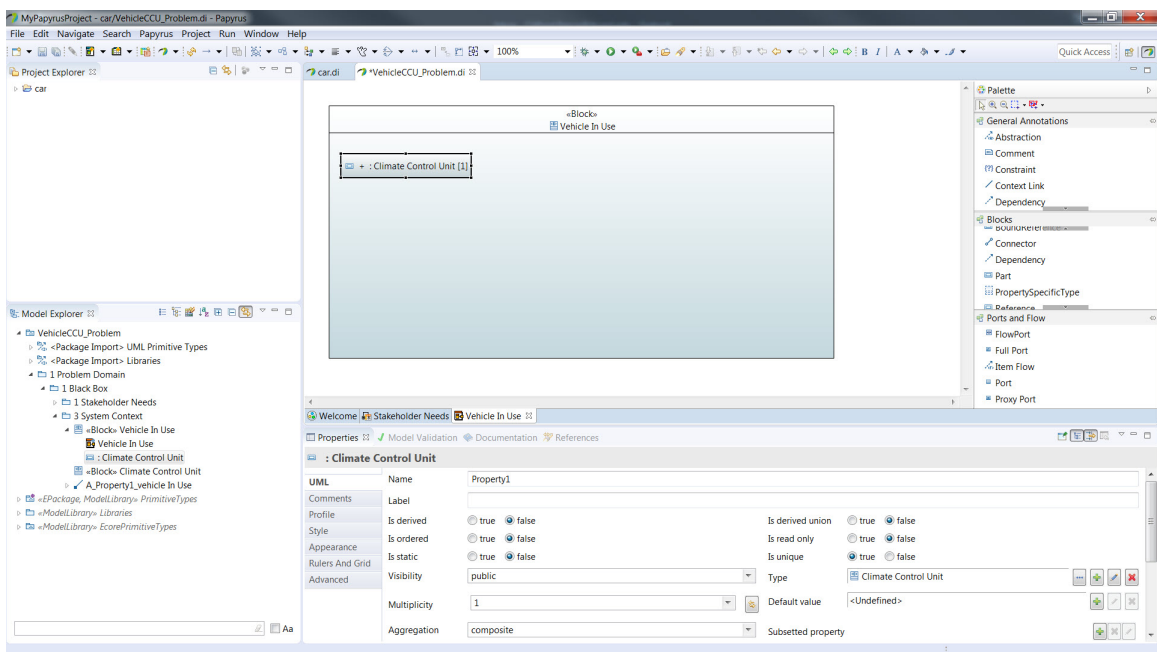 MyPapyrusProject - car/VehicleCCU_Problem.di - Papyrus
File Edit Navigate Search Papyrus Project Run Window Help
100%
B I A
Quick Access
Project Explorer
car
car.di *VehicleCCU_Problem.di
«Block»
Vehicle In Use
+ : Climate Control Unit [1]
Palette
General Annotations
Abstraction
Comment
Constraint
Context Link
Dependency
Blocks
BoundReference
Connector
Dependency
Part
PropertySpecificType
Reference
Ports and Flow
FlowPort
Full Port
Item Flow
Port
Proxy Port
Model Explorer
VehicleCCU_Problem
<Package Import> UML Primitive Types
<Package Import> Libraries
1 Problem Domain
1 Black Box
1 Stakeholder Needs
3 System Context
«Block» Vehicle In Use
Vehicle In Use
: Climate Control Unit
«Block» Climate Control Unit
A_Property1_vehicle In Use
«EPackage, ModelLibrary» PrimitiveTypes
«ModelLibrary» Libraries
«ModelLibrary» EcorePrimitiveTypes
Aa
Welcome Stakeholder Needs Vehicle In Use
Properties Model Validation Documentation References
: Climate Control Unit
UML
Comments
Profile
Style
Appearance
Rulers And Grid
Advanced
Name Property1
Label
Is derived true false Is derived union true false
Is ordered true false Is read only true false
Is static true false Is unique true false
Visibility public Type Climate Control Unit
Multiplicity 1 Default value <Undefined>
Aggregation composite Subsetted property